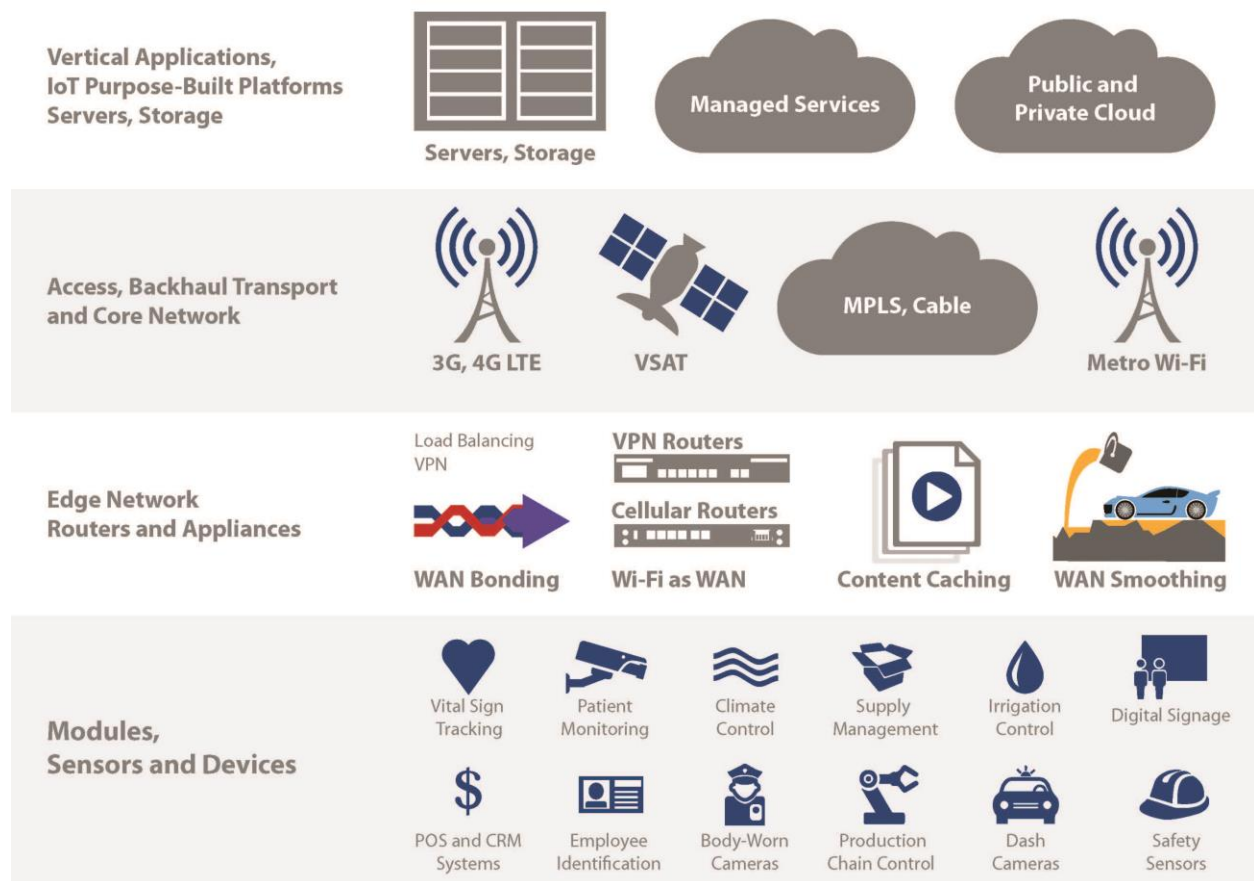 Vertical Applications,
IoT Purpose-Built Platforms
Servers, Storage
Servers, Storage
Managed Services
Public and
Private Cloud
Access, Backhaul Transport
and Core Network
3G, 4G LTE
VSAT
MPLS, Cable
Metro Wi-Fi
Edge Network
Routers and Appliances
Load Balancing
VPN
WAN Bonding
VPN Routers
Cellular Routers
Wi-Fi as WAN
Content Caching
WAN Smoothing
Modules,
Sensors and Devices
Vital Sign
Tracking
Patient
Monitoring
Climate
Control
Supply
Management
Irrigation
Control
Digital Signage
$
POS and CRM
Systems
Employee
Identification
Body-Worn
Cameras
Production
Chain Control
Dash
Cameras
Safety
Sensors